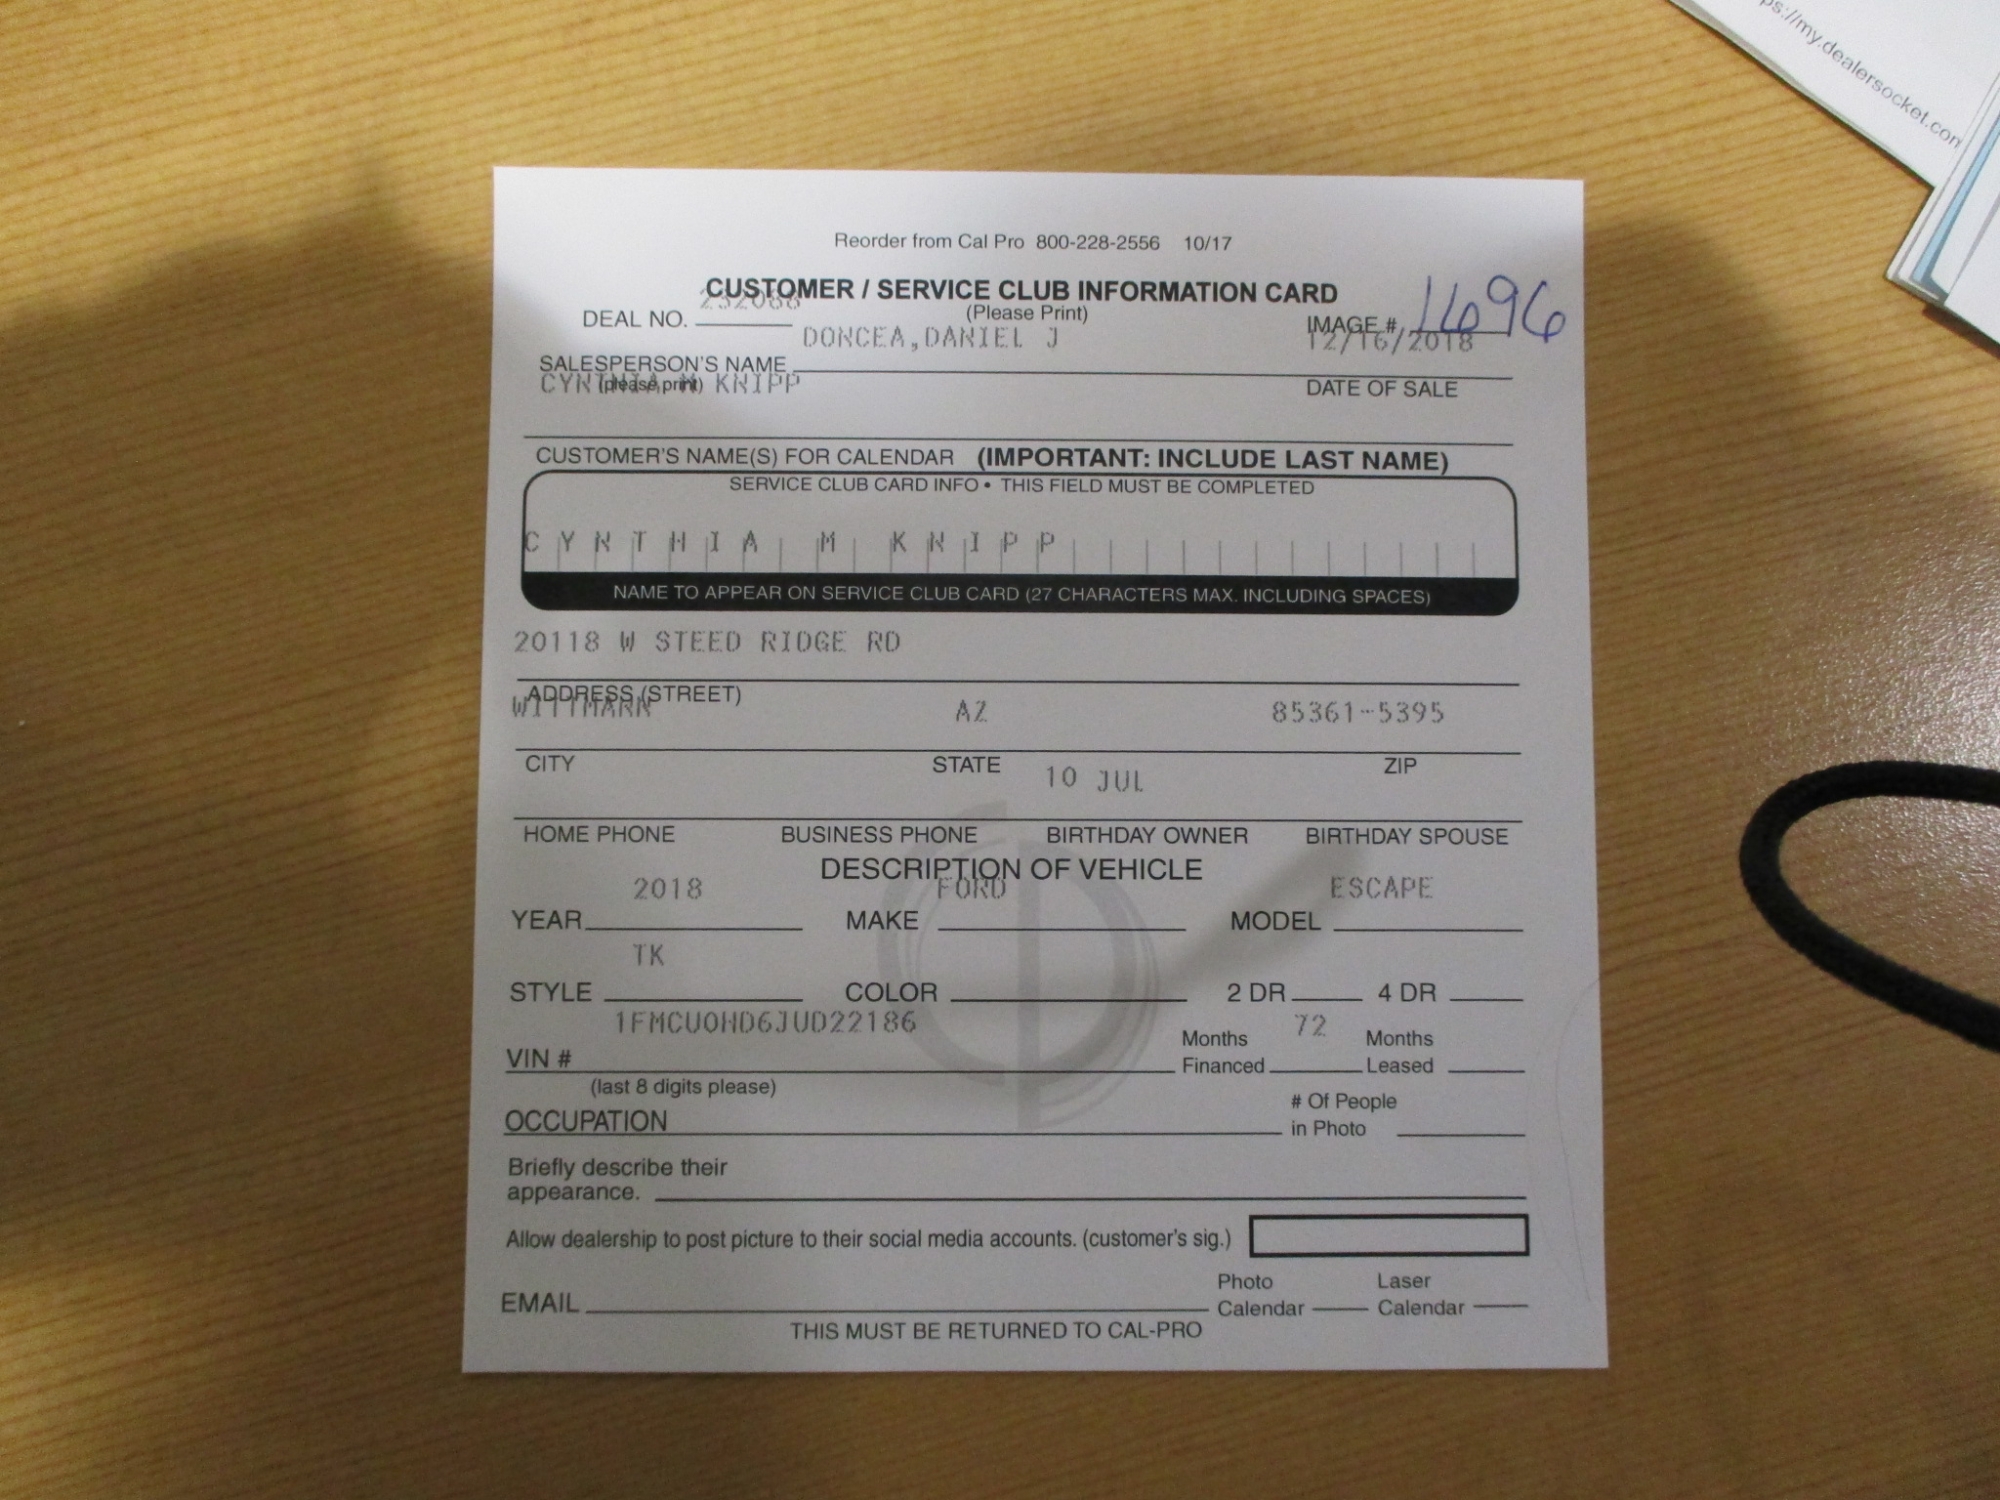 ps://my.dealersocket.com
Reorder from Cal Pro 800-228-2556 10/17
CUSTOMER / SERVICE CLUB INFORMATION CARD
(Please Print)
DEAL NO. 232088
IMAGE # 1696
DONCEA,DANIEL J
12/16/2018
SALESPERSON'S NAME
(please print)
DATE OF SALE
CYNTHIA M KNIPP
CUSTOMER'S NAME(S) FOR CALENDAR (IMPORTANT: INCLUDE LAST NAME)
SERVICE CLUB CARD INFO • THIS FIELD MUST BE COMPLETED
CYNTHIA M KNIPP
NAME TO APPEAR ON SERVICE CLUB CARD (27 CHARACTERS MAX. INCLUDING SPACES)
20118 W STEED RIDGE RD
ADDRESS (STREET)
WITTMANN AZ 85361-5395
CITY STATE ZIP
10 JUL
HOME PHONE BUSINESS PHONE BIRTHDAY OWNER BIRTHDAY SPOUSE
DESCRIPTION OF VEHICLE
2018 FORD ESCAPE
YEAR MAKE MODEL
TK
STYLE COLOR 2 DR 4 DR
1FMCU0HD6JUD22186
VIN #
(last 8 digits please)
Months Financed 72 Months Leased
OCCUPATION
# Of People
in Photo
Briefly describe their
appearance.
Allow dealership to post picture to their social media accounts. (customer's sig.)
EMAIL
Photo Calendar Laser Calendar
THIS MUST BE RETURNED TO CAL-PRO